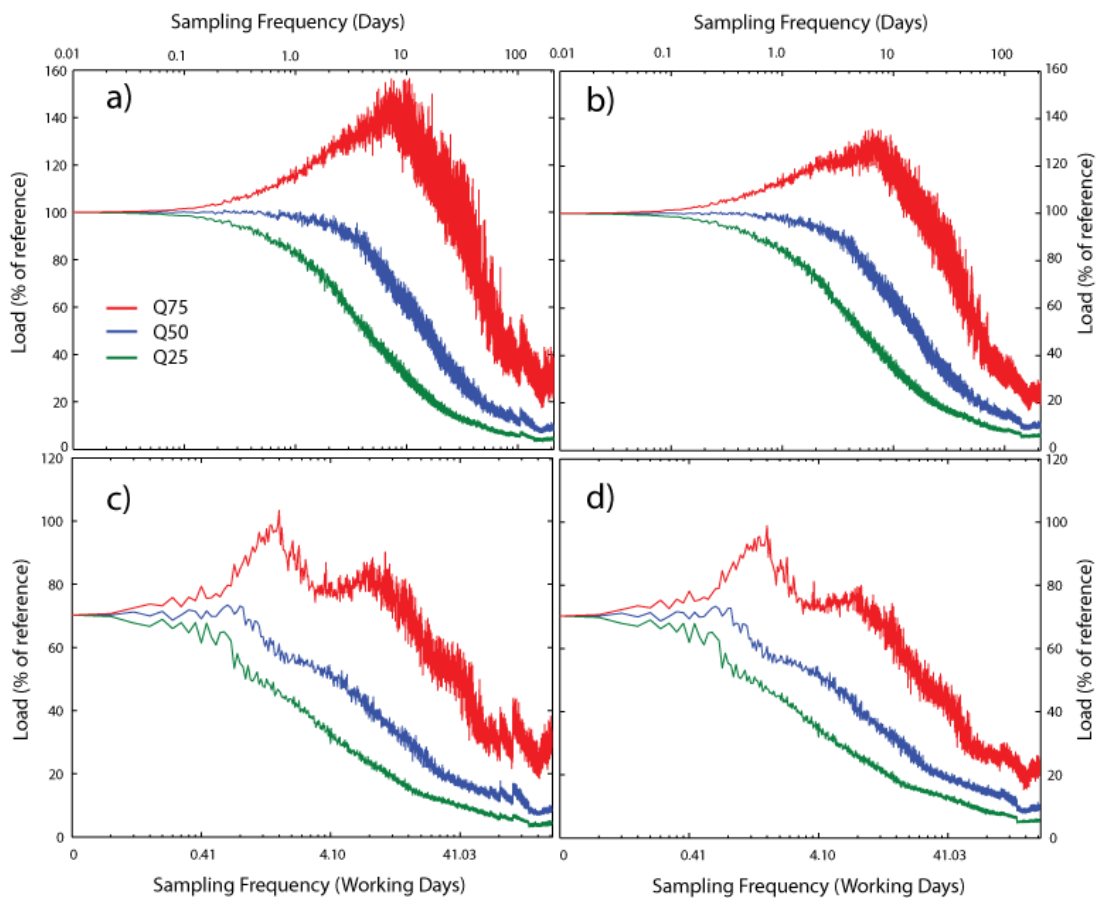 Sampling Frequency (Days)
Sampling Frequency (Days)
0.01 0.1 1.0 10 100
0.01 0.1 1.0 10 100
160
140
120
100
80
60
40
20
0
Load (% of reference)
a)
Q75
Q50
Q25
b)
160
140
120
100
80
60
40
20
0
Load (% of reference)
120
100
80
60
40
20
0
Load (% of reference)
c)
d)
120
100
80
60
40
20
0
Load (% of reference)
0 0.41 4.10 41.03
0 0.41 4.10 41.03
Sampling Frequency (Working Days)
Sampling Frequency (Working Days)